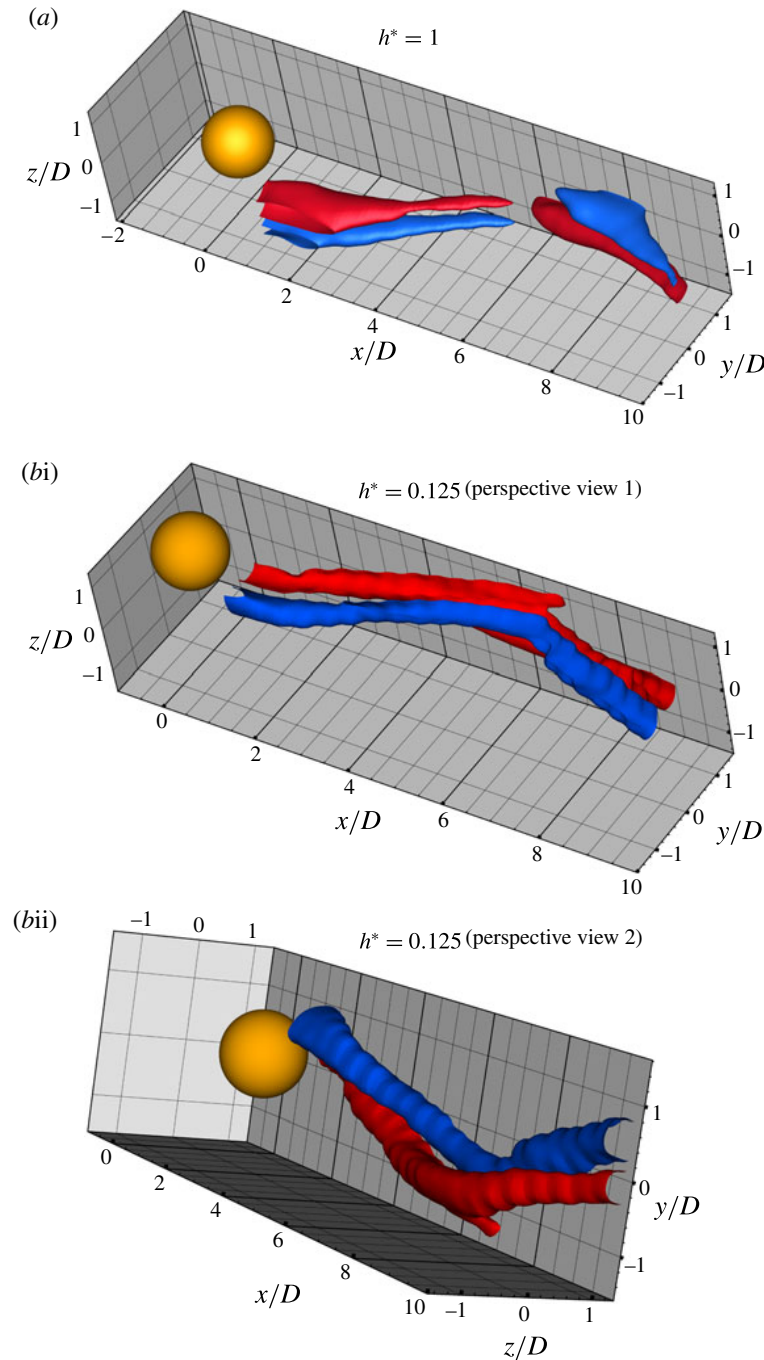 (a)
h* = 1
1
z/D 0
–1
–2
0
2
4
x/D
6
8
10
1
0
–1
1
0
y/D
–1
(bi)
h* = 0.125 (perspective view 1)
1
z/D 0
–1
0
2
4
x/D
6
8
10
1
0
–1
1
0
y/D
–1
(bii)
–1 0 1
h* = 0.125 (perspective view 2)
0
2
4
6
x/D
8
10
1
0
y/D
–1
–1 0 1
z/D